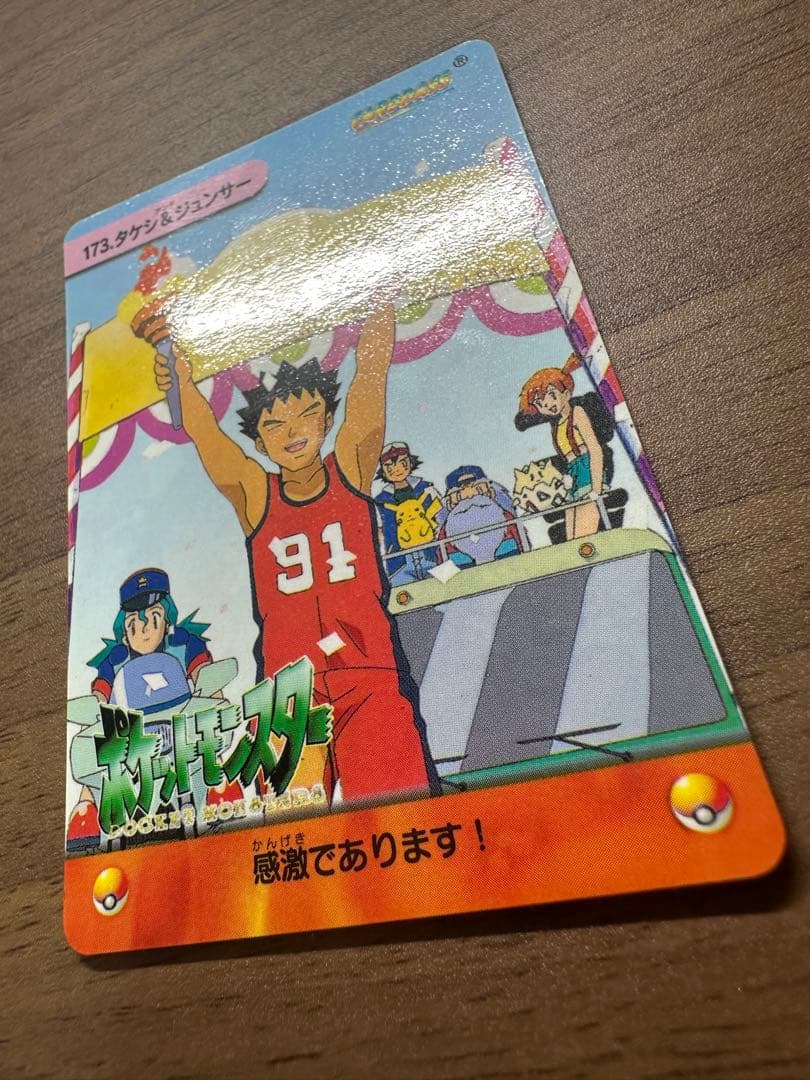 ®
173.タケシ&ジュンサー
91
ポケットモンスター
POCKET MONSTERS
かんげき
感激であります!